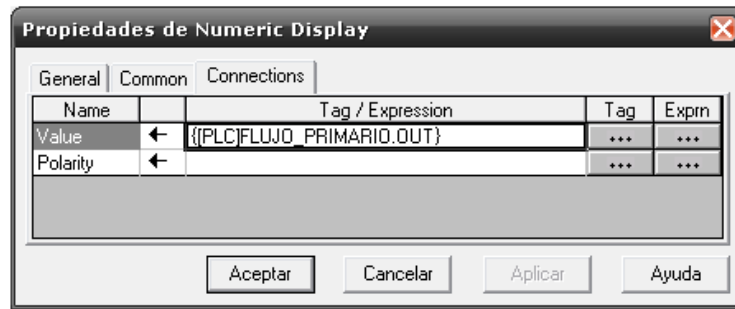 Propiedades de Numeric Display
General Common Connections
Name Tag / Expression Tag Exprn
Value {[PLC]FLUJO_PRIMARIO.OUT} ... ...
Polarity ... ...
Aceptar Cancelar Aplicar Ayuda